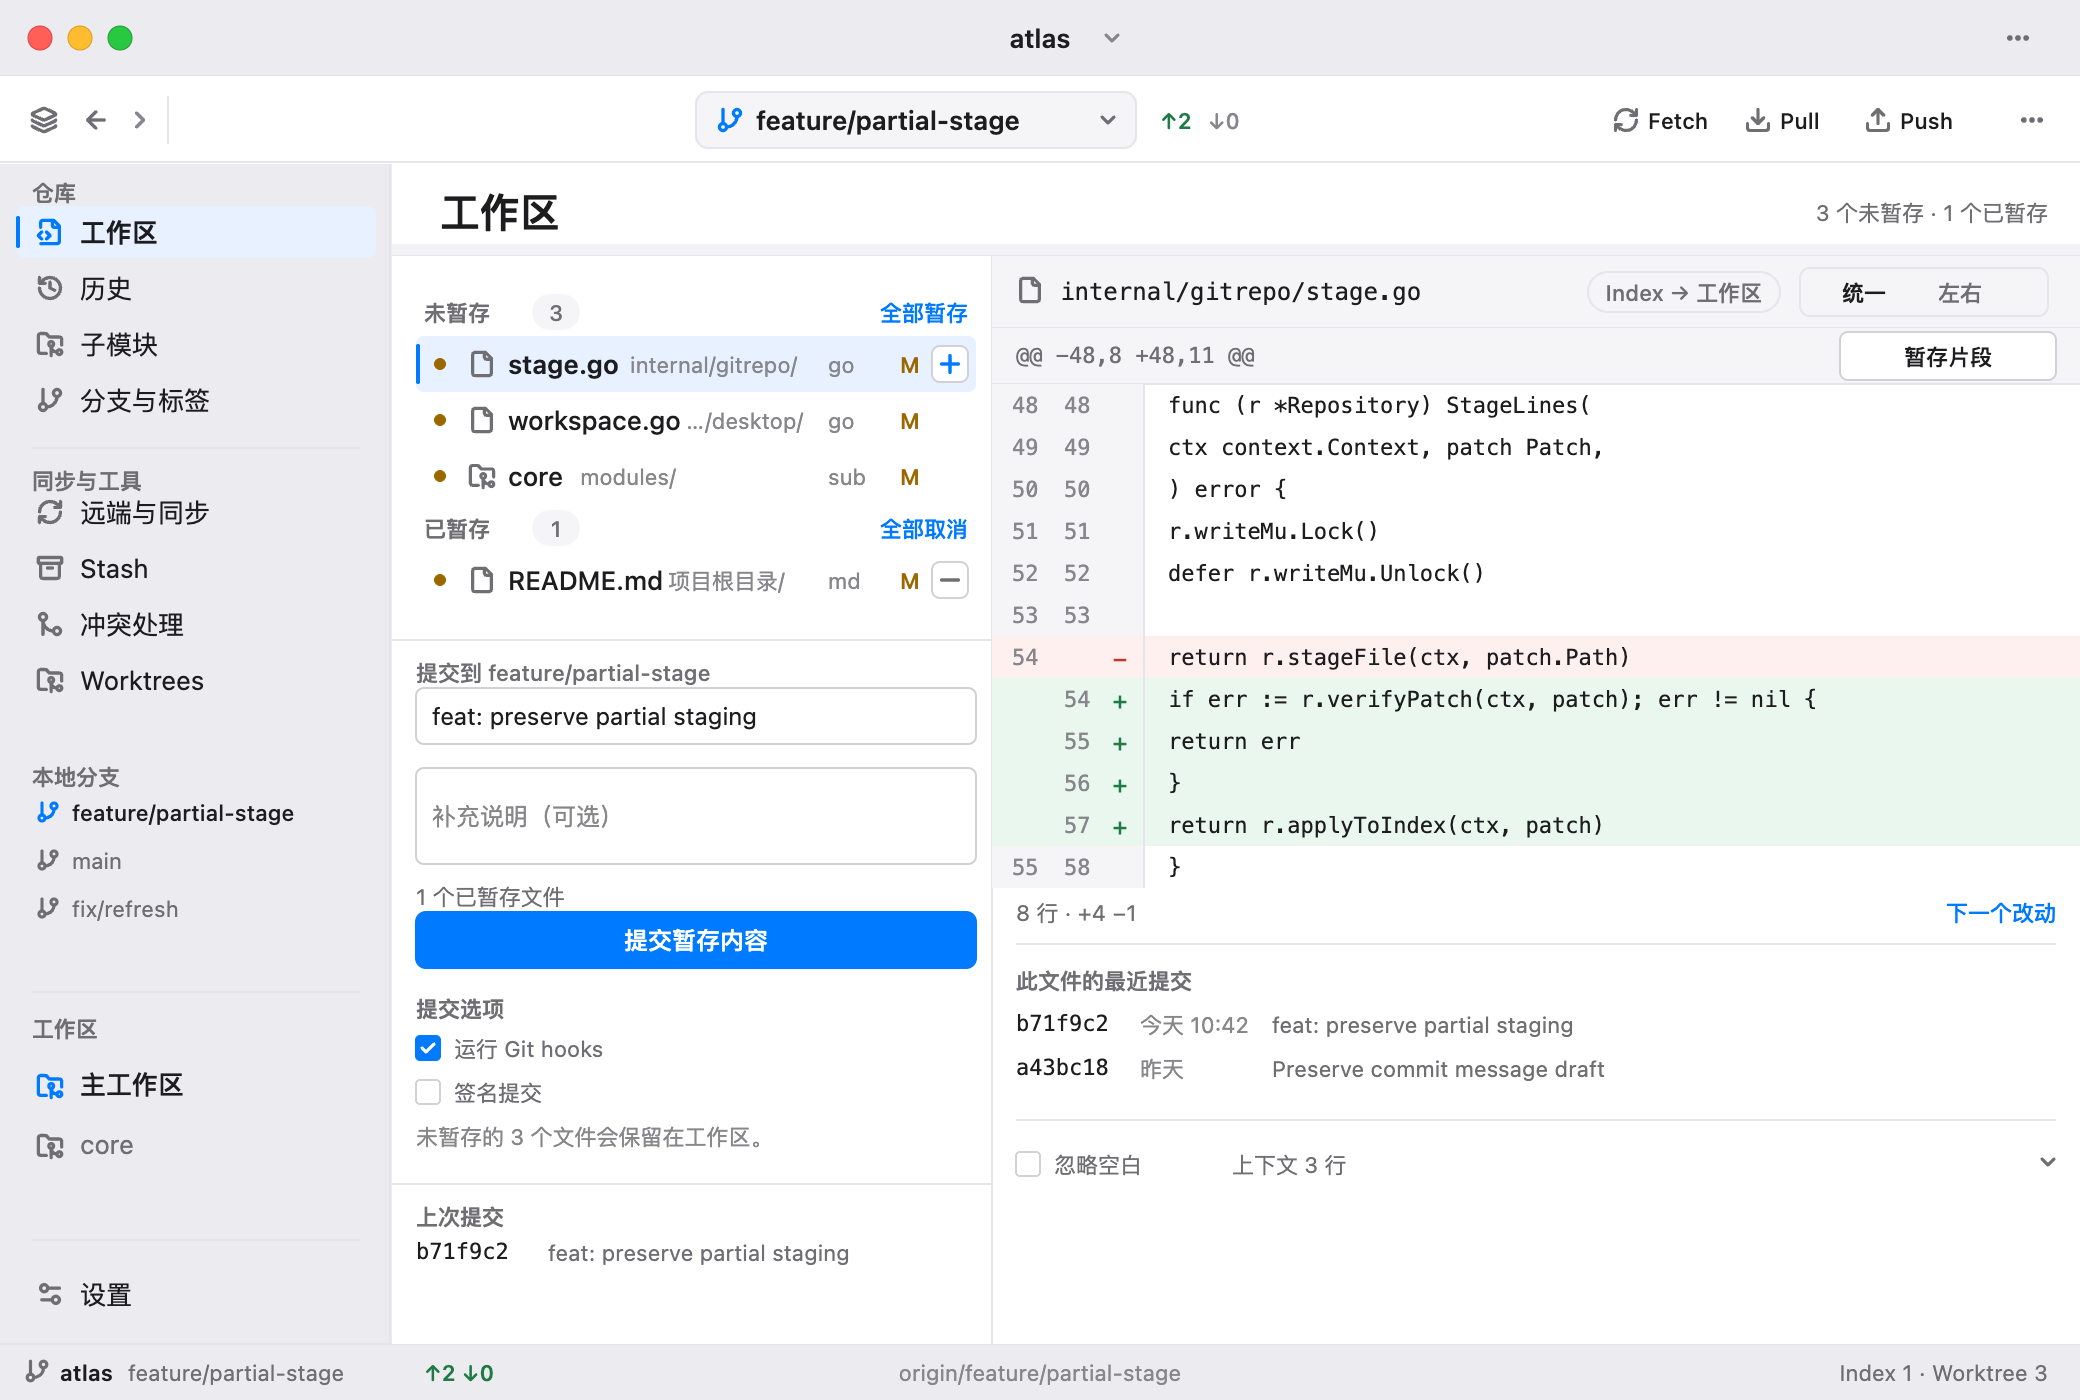 atlas
feature/partial-stage ↑2 ↓0 Fetch Pull Push
仓库
工作区
历史
子模块
分支与标签
同步与工具
远端与同步
Stash
冲突处理
Worktrees
本地分支
feature/partial-stage
main
fix/refresh
工作区
主工作区
core
设置
工作区
3 个未暂存 · 1 个已暂存
未暂存 3 全部暂存
stage.go internal/gitrepo/ go M
workspace.go .../desktop/ go M
core modules/ sub M
已暂存 1 全部取消
README.md 项目根目录/ md M
提交到 feature/partial-stage
feat: preserve partial staging
补充说明（可选）
1 个已暂存文件
提交暂存内容
提交选项
运行 Git hooks
签名提交
未暂存的 3 个文件会保留在工作区。
上次提交
b71f9c2 feat: preserve partial staging
internal/gitrepo/stage.go Index → 工作区 统一 左右
@@ −48,8 +48,11 @@ 暂存片段
48 48 func (r *Repository) StageLines(
49 49 ctx context.Context, patch Patch,
50 50 ) error {
51 51 r.writeMu.Lock()
52 52 defer r.writeMu.Unlock()
53 53
54 − return r.stageFile(ctx, patch.Path)
54 + if err := r.verifyPatch(ctx, patch); err != nil {
55 + return err
56 + }
57 + return r.applyToIndex(ctx, patch)
55 58 }
8 行 · +4 −1 下一个改动
此文件的最近提交
b71f9c2 今天 10:42 feat: preserve partial staging
a43bc18 昨天 Preserve commit message draft
忽略空白 上下文 3 行
atlas feature/partial-stage ↑2 ↓0 origin/feature/partial-stage Index 1 · Worktree 3